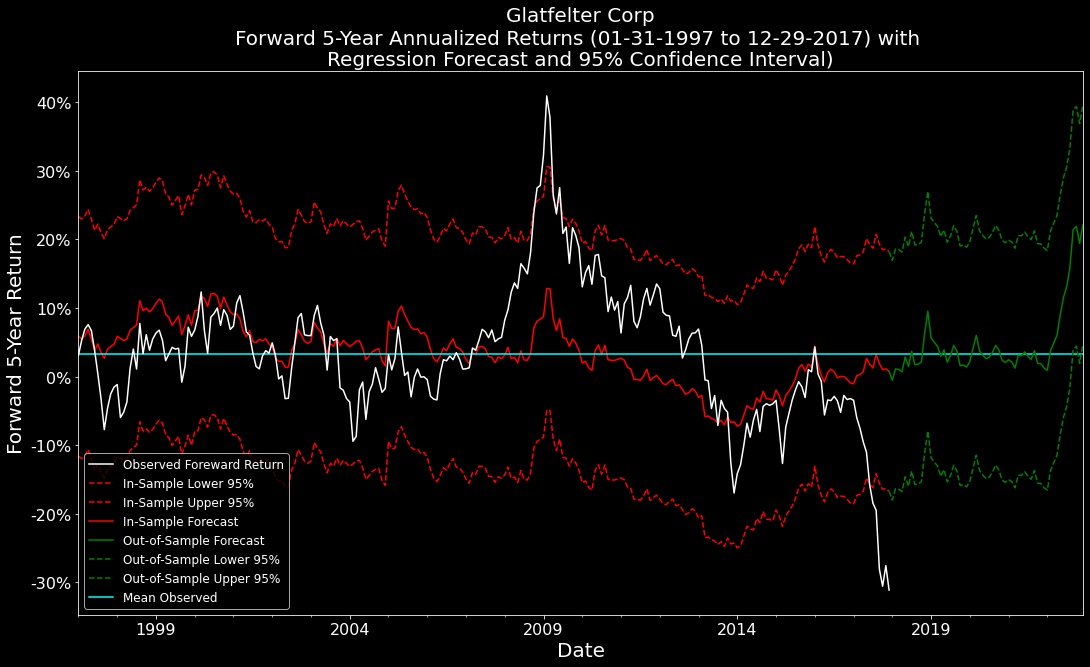 Glatfelter Corp
Forward 5-Year Annualized Returns (01-31-1997 to 12-29-2017) with
Regression Forecast and 95% Confidence Interval)
Forward 5-Year Return
40%
30%
20%
10%
0%
-10%
-20%
-30%
Observed Foreward Return
In-Sample Lower 95%
In-Sample Upper 95%
In-Sample Forecast
Out-of-Sample Forecast
Out-of-Sample Lower 95%
Out-of-Sample Upper 95%
Mean Observed
1999 2004 2009 2014 2019
Date